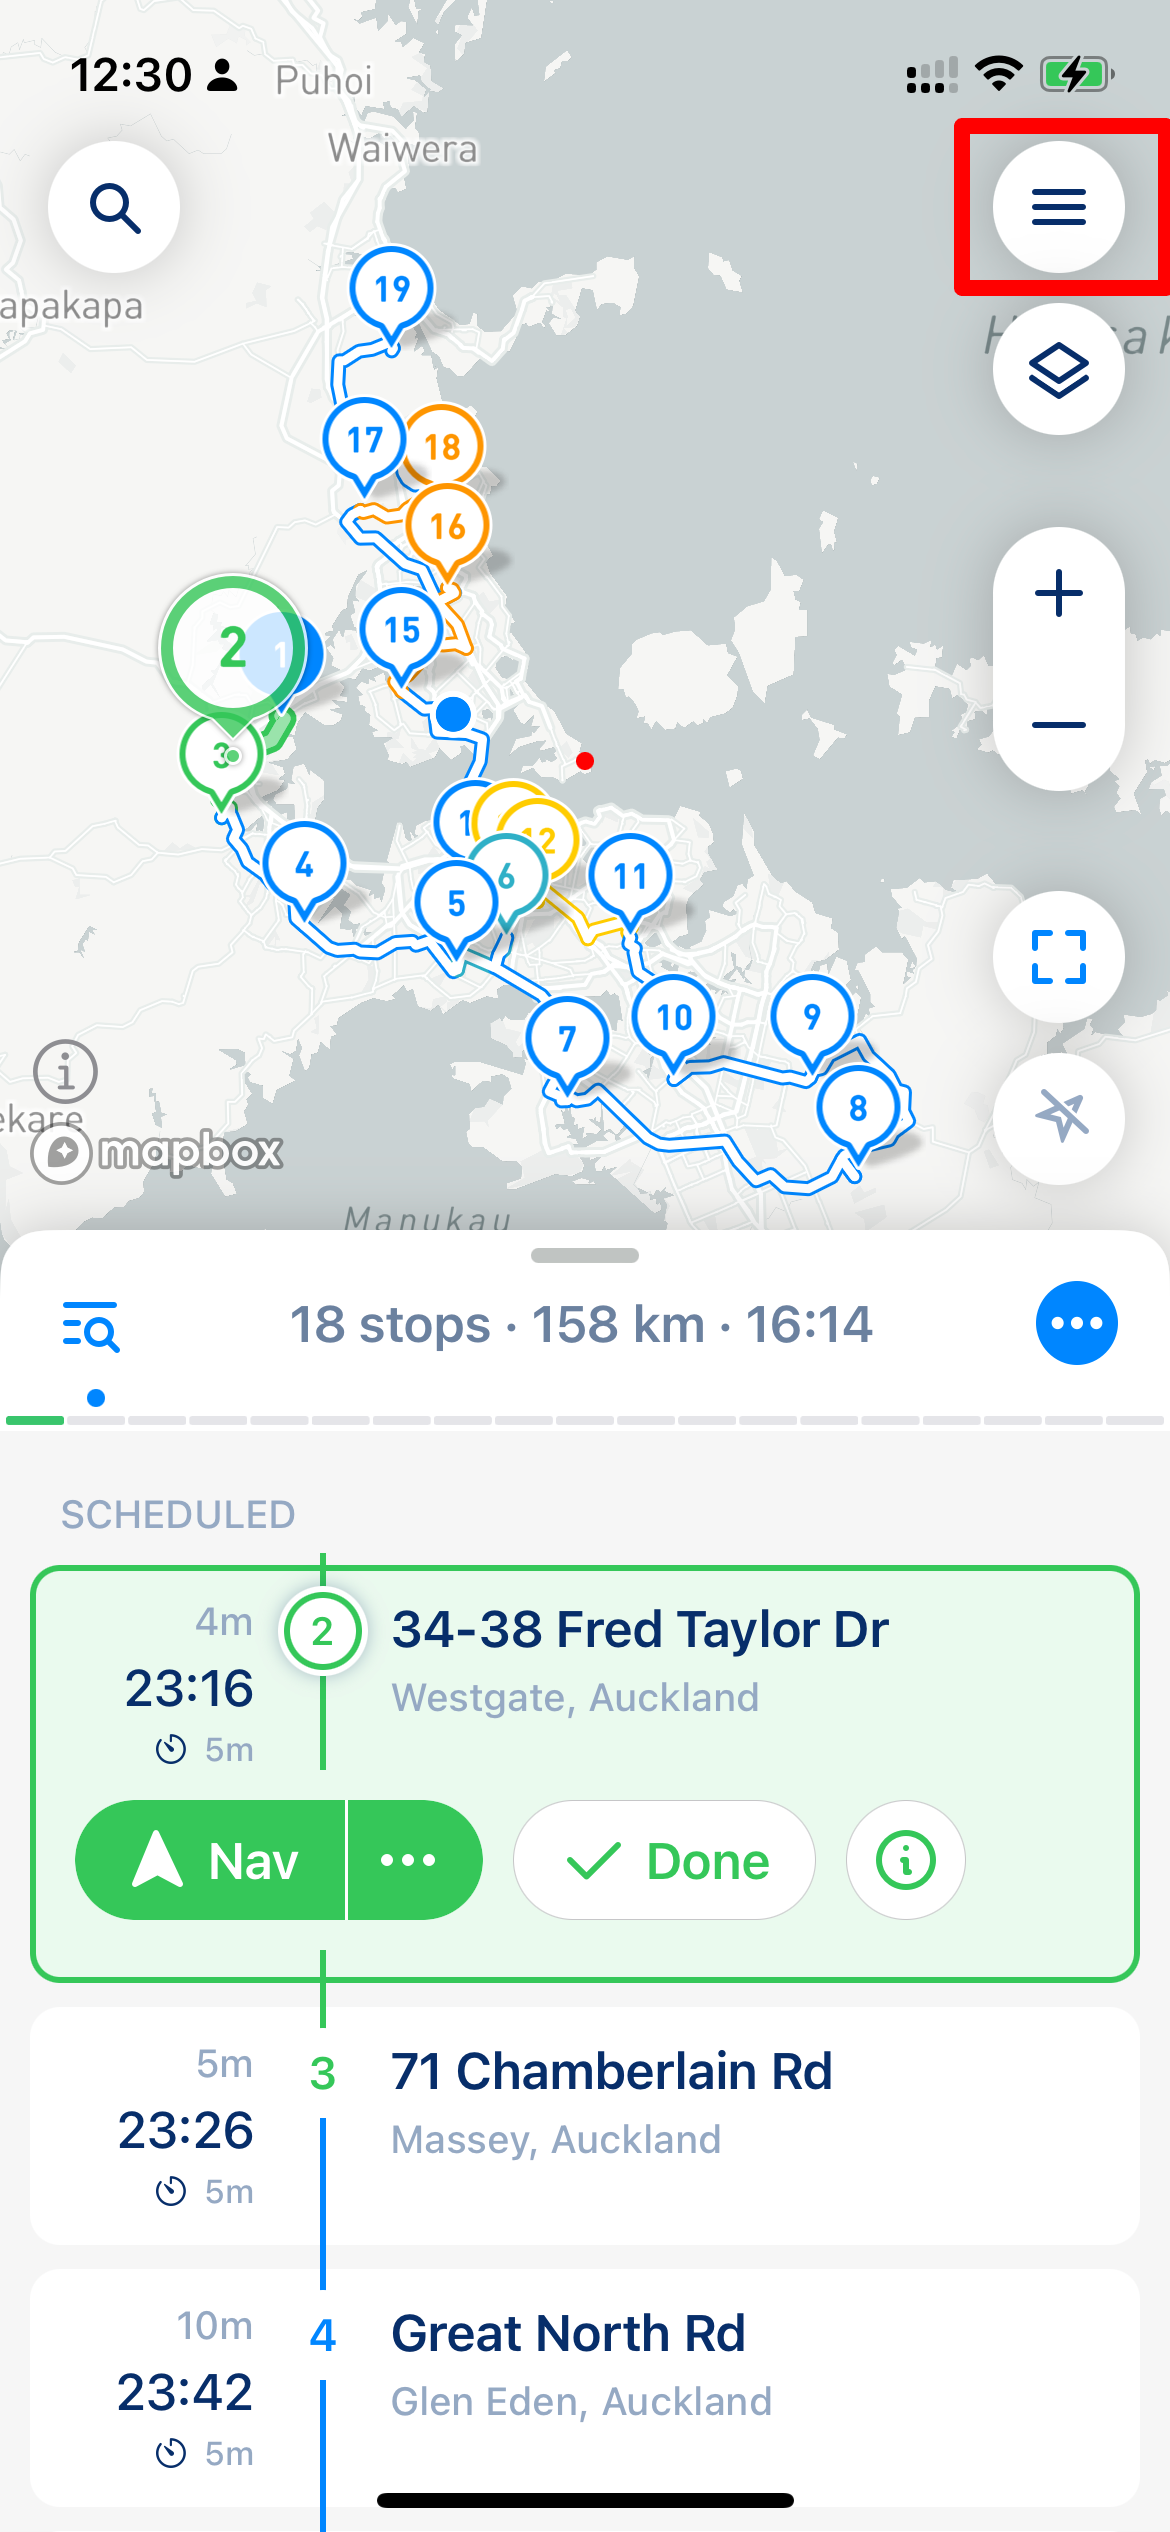 12:30
Puhoi
Waiwera
apakapa
19
17
18
16
15
2
1
3
4
1
12
6
5
11
10
9
7
8
ekare
mapbox
Manukau
18 stops · 158 km · 16:14
SCHEDULED
4m
2
34-38 Fred Taylor Dr
23:16
Westgate, Auckland
5m
Nav
Done
5m
3
71 Chamberlain Rd
23:26
Massey, Auckland
5m
10m
4
Great North Rd
23:42
Glen Eden, Auckland
5m